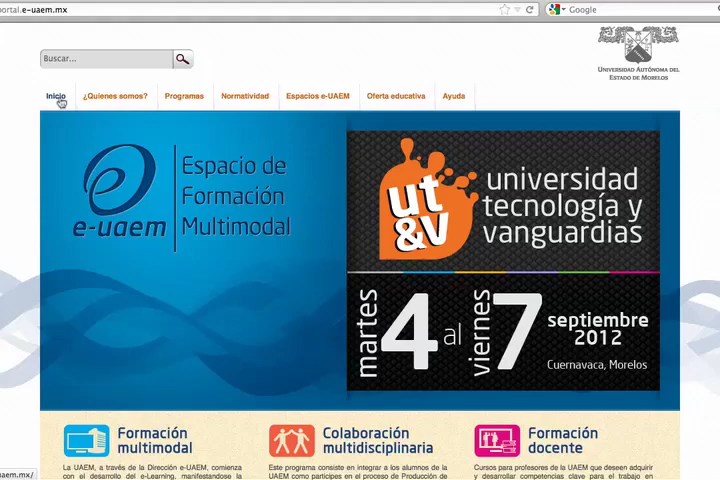 portal.e-uaem.mx
Google
Buscar...
UNIVERSIDAD AUTÓNOMA DEL
ESTADO DE MORELOS
Inicio
¿Quienes somos?
Programas
Normatividad
Espacios e-UAEM
Oferta educativa
Ayuda
e-uaem
Espacio de
Formación
Multimodal
ut
&v
universidad
tecnología y
vanguardias
martes 4 al viernes 7
septiembre
2012
Cuernavaca, Morelos
Formación
multimodal
La UAEM, a través de la Dirección e-UAEM, comienza
con el desarrollo del e-Learning, manifestandose la
Colaboración
multidisciplinaria
Este programa consiste en integrar a los alumnos de la
UAEM como participes en el proceso de Producción de
Formación
docente
Cursos para profesores de la UAEM que deseen adquirir
y desarrollar competencias clave para el trabajo en
uaem.mx/